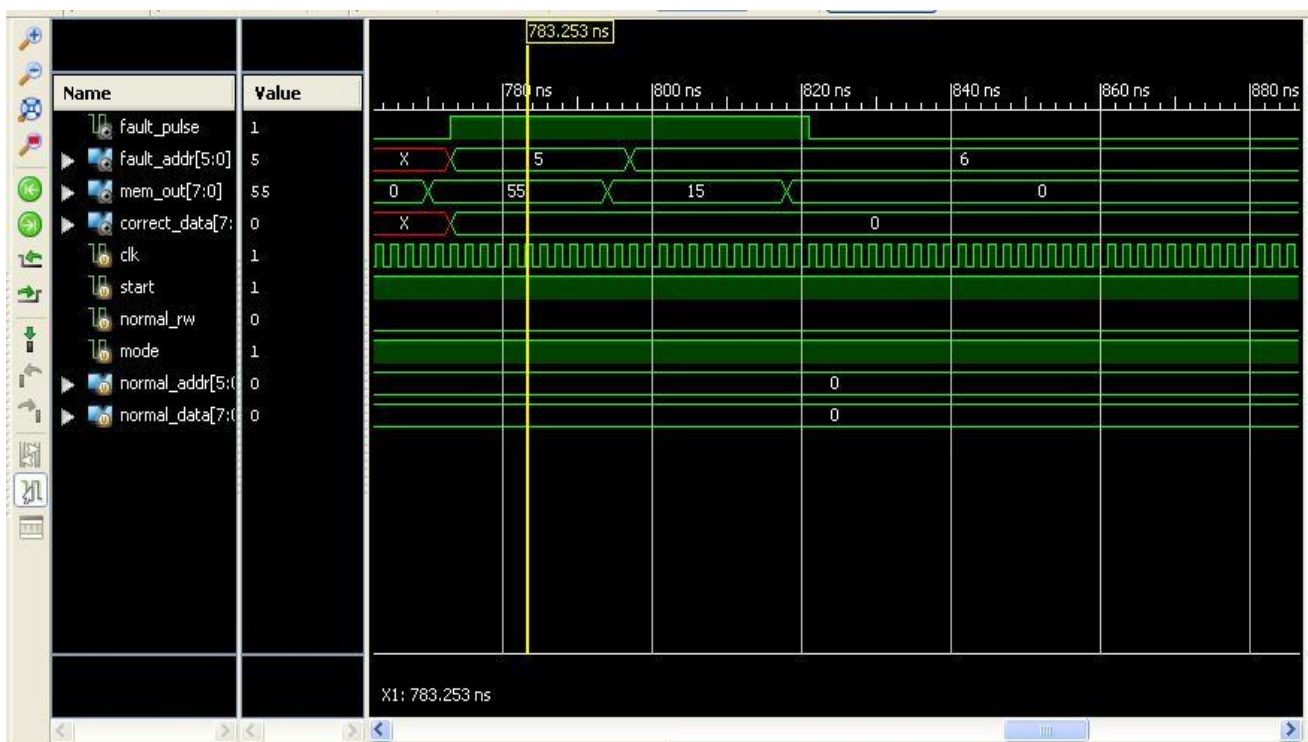 783.253 ns
Name Value
780 ns 800 ns 820 ns 840 ns 860 ns 880 ns
fault_pulse 1
fault_addr[5:0] 5 X 5 6
mem_out[7:0] 55 0 55 15 0
correct_data[7: 0 X 0
clk 1
start 1
normal_rw 0
mode 1
normal_addr[5:( 0 0
normal_data[7:( 0 0
X1: 783.253 ns